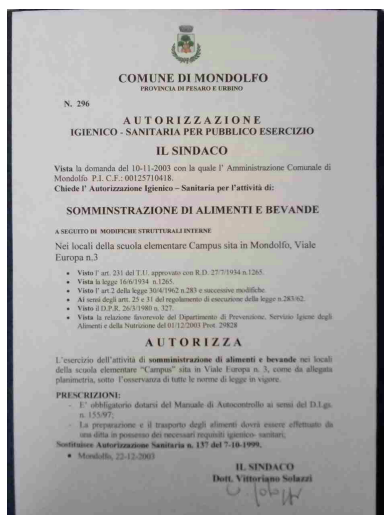 COMUNE DI MONDOLFO
PROVINCIA DI PESARO E URBINO
N. 296
AUTORIZZAZIONE
IGIENICO - SANITARIA PER PUBBLICO ESERCIZIO
IL SINDACO
Vista la domanda del 10-11-2003 con la quale l' Amministrazione Comunale di
Mondolfo P.I. C.F.: 00125710418.
Chiede l' Autorizzazione Igienico – Sanitaria per l'attività di:
SOMMINSTRAZIONE DI ALIMENTI E BEVANDE
A SEGUITO DI MODIFICHE STRUTTURALI INTERNE
Nei locali della scuola elementare Campus sita in Mondolfo, Viale
Europa n.3
• Visto l' art. 231 del T.U. approvato con R.D. 27/7/1934 n.1265.
• Vista la legge 16/6/1934 n.1265.
• Visto l' art.2 della legge 30/4/1962 n.283 e successive modifiche.
• Ai sensi degli artt. 25 e 31 del regolamento di esecuzione della legge n.283/62.
• Visto il D.P.R. 26/3/1980 n. 327.
• Vista la relazione favorevole del Dipartimento di Prevenzione, Servizio Igiene degli
Alimenti e della Nutrizione del 01/12/2003 Prot. 29828
AUTORIZZA
L'esercizio dell'attività di somministrazione di alimenti e bevande nei locali
della scuola elementare "Campus" sita in Viale Europa n. 3, come da allegata
planimetria, sotto l'osservanza di tutte le norme di legge in vigore.
PRESCRIZIONI:
- E' obbligatorio dotarsi del Manuale di Autocontrollo ai sensi del D.Lgs.
n. 155/97;
- La preparazione e il trasporto degli alimenti dovrà essere effettuato da
una ditta in possesso dei necessari requisiti igienico- sanitari;
Sostituisce Autorizzazione Sanitaria n. 137 del 7-10-1999.
• Mondolfo, 22-12-2003
IL SINDACO
Dott. Vittoriano Solazzi